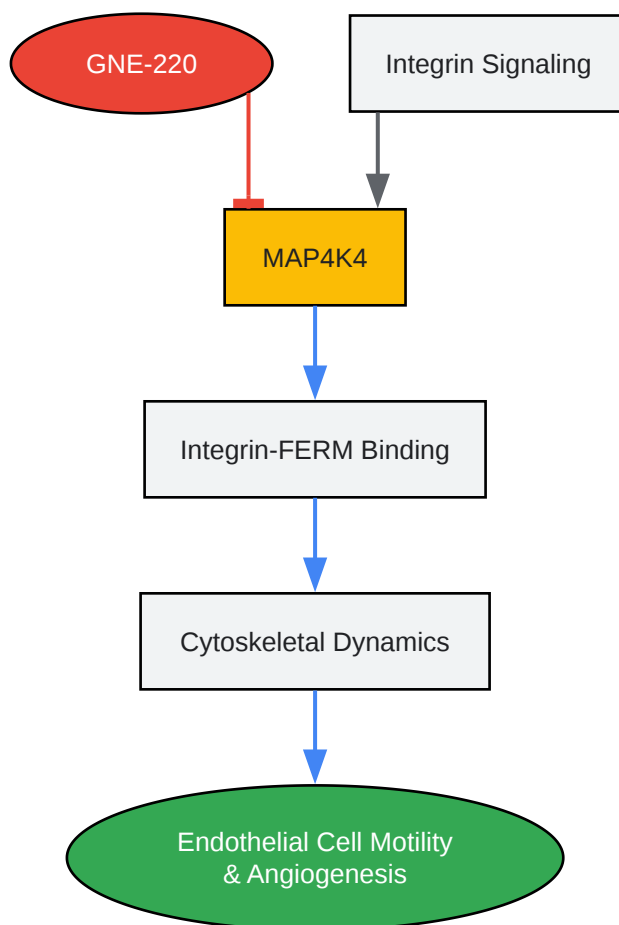 GNE-220
Integrin Signaling
MAP4K4
Integrin-FERM Binding
Cytoskeletal Dynamics
Endothelial Cell Motility
& Angiogenesis